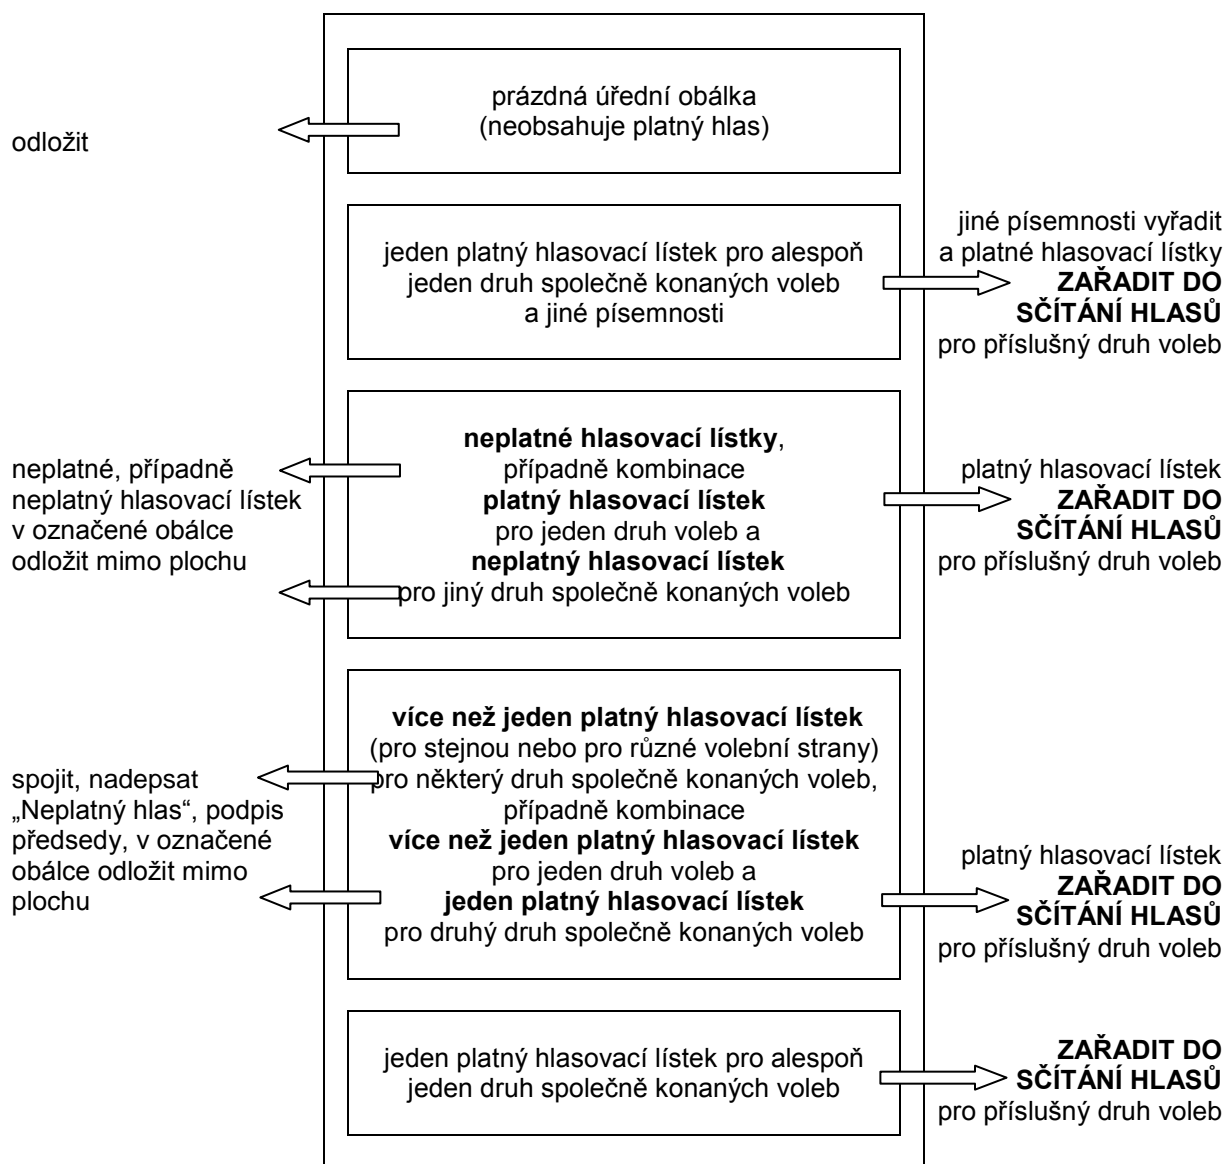 odložit
prázdná úřední obálka
(neobsahuje platný hlas)
jeden platný hlasovací lístek pro alespoň
jeden druh společně konaných voleb
a jiné písemnosti
jiné písemnosti vyřadit
a platné hlasovací lístky
ZAŘADIT DO
SČÍTÁNÍ HLASŮ
pro příslušný druh voleb
neplatné, případně
neplatný hlasovací lístek
v označené obálce
odložit mimo plochu
neplatné hlasovací lístky,
případně kombinace
platný hlasovací lístek
pro jeden druh voleb a
neplatný hlasovací lístek
pro jiný druh společně konaných voleb
platný hlasovací lístek
ZAŘADIT DO
SČÍTÁNÍ HLASŮ
pro příslušný druh voleb
spojit, nadepsat
„Neplatný hlas“, podpis
předsedy, v označené
obálce odložit mimo
plochu
více než jeden platný hlasovací lístek
(pro stejnou nebo pro různé volební strany)
pro některý druh společně konaných voleb,
případně kombinace
více než jeden platný hlasovací lístek
pro jeden druh voleb a
jeden platný hlasovací lístek
pro druhý druh společně konaných voleb
platný hlasovací lístek
ZAŘADIT DO
SČÍTÁNÍ HLASŮ
pro příslušný druh voleb
jeden platný hlasovací lístek pro alespoň
jeden druh společně konaných voleb
ZAŘADIT DO
SČÍTÁNÍ HLASŮ
pro příslušný druh voleb